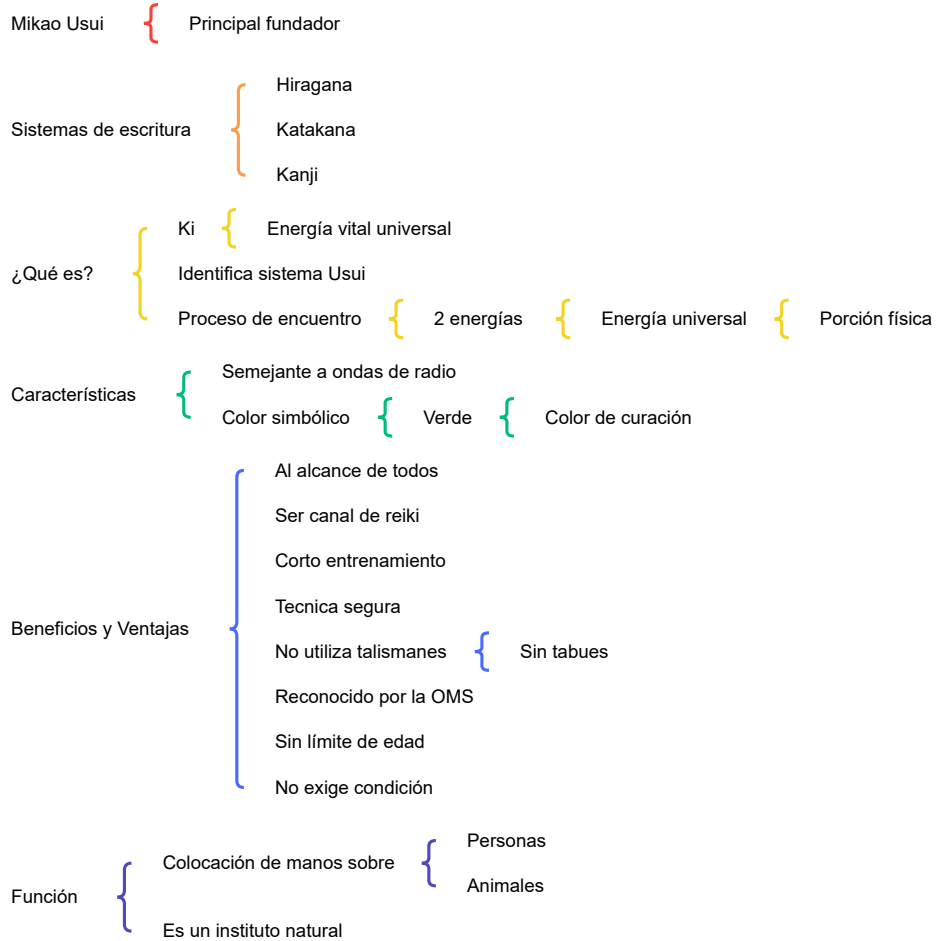 Mikao Usui
Principal fundador
Sistemas de escritura
Hiragana
Katakana
Kanji
¿Qué es?
Ki
Energía vital universal
Identifica sistema Usui
Proceso de encuentro
2 energías
Energía universal
Porción física
Característícas
Semejante a ondas de radio
Color simbólico
Verde
Color de curación
Beneficios y Ventajas
Al alcance de todos
Ser canal de reiki
Corto entrenamiento
Tecnica segura
No utiliza talismanes
Sin tabues
Reconocido por la OMS
Sin límite de edad
No exige condición
Función
Colocación de manos sobre
Personas
Animales
Es un instituto natural